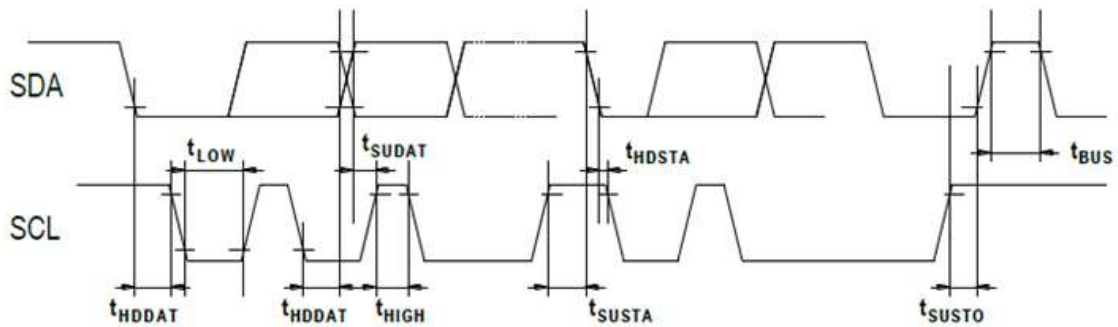 SDA
tLOW
tSUDAT
tHDSTA
tBUS
SCL
tHDDAT
tHDDAT
tHIGH
tSUSTA
tSUSTO